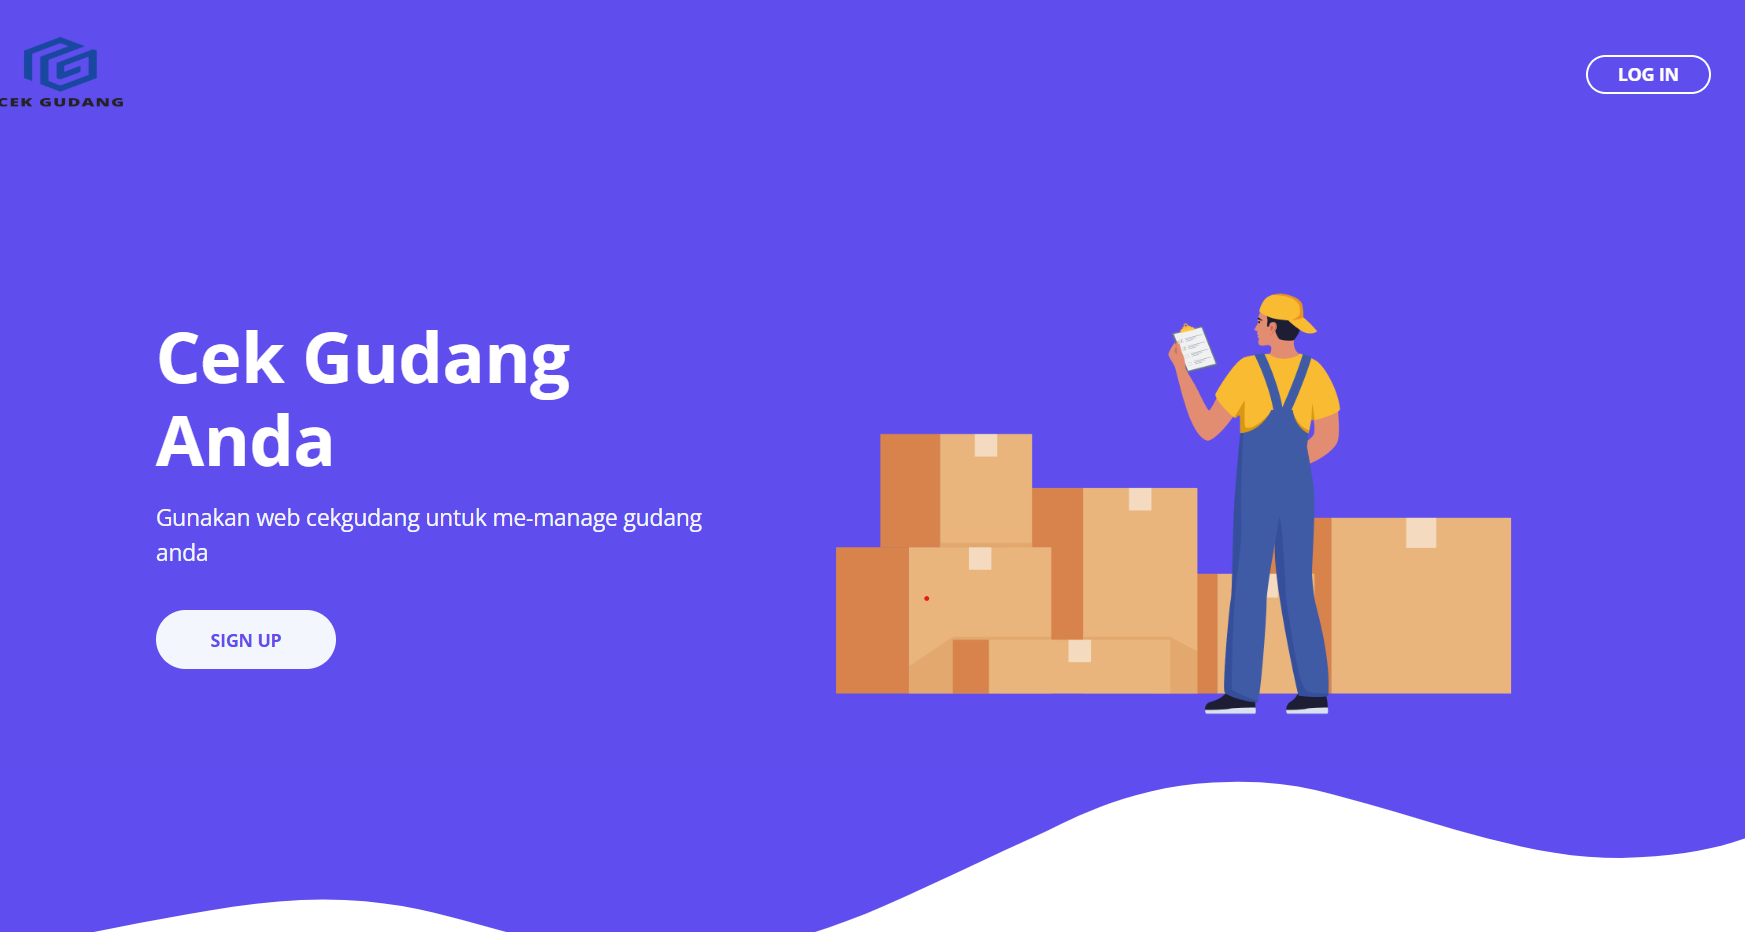 CEK GUDANG
LOG IN
Cek Gudang
Anda
Gunakan web cekgudang untuk me-manage gudang
anda
SIGN UP